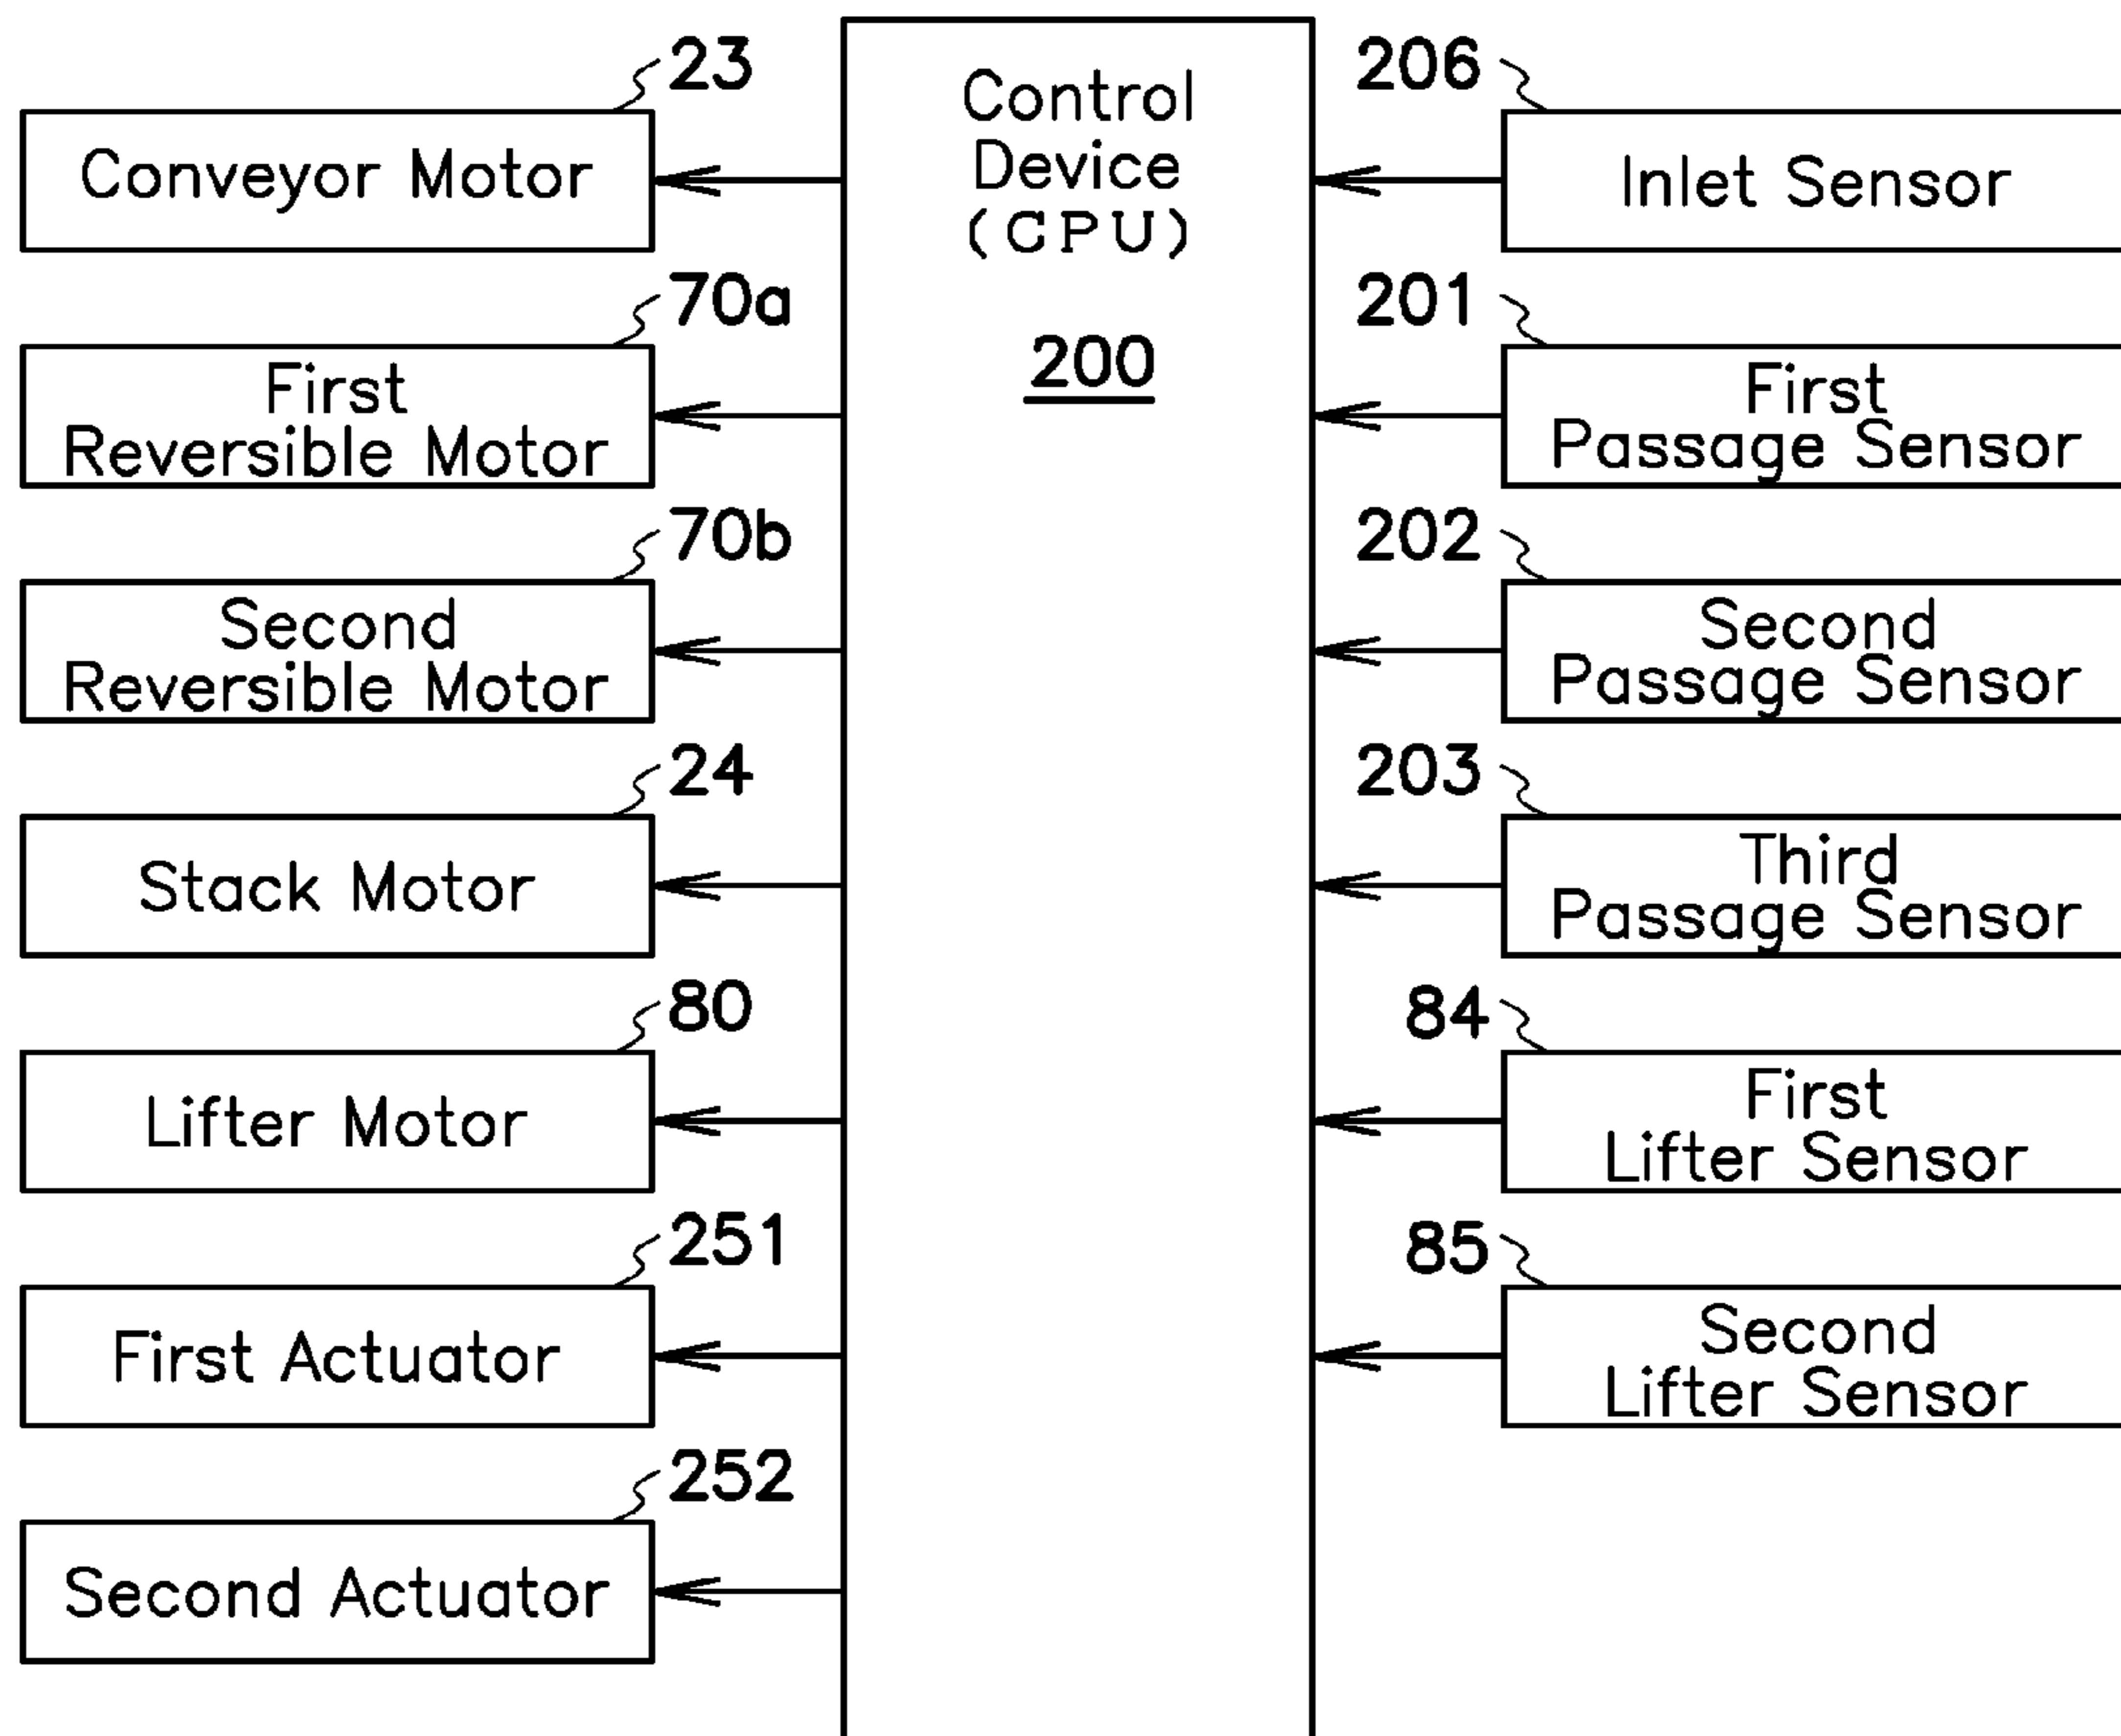 23
Conveyor Motor
70a
First
Reversible Motor
70b
Second
Reversible Motor
24
Stack Motor
80
Lifter Motor
251
First Actuator
252
Second Actuator
Control
Device
(CPU)
200
206
Inlet Sensor
201
First
Passage Sensor
202
Second
Passage Sensor
203
Third
Passage Sensor
84
First
Lifter Sensor
85
Second
Lifter Sensor